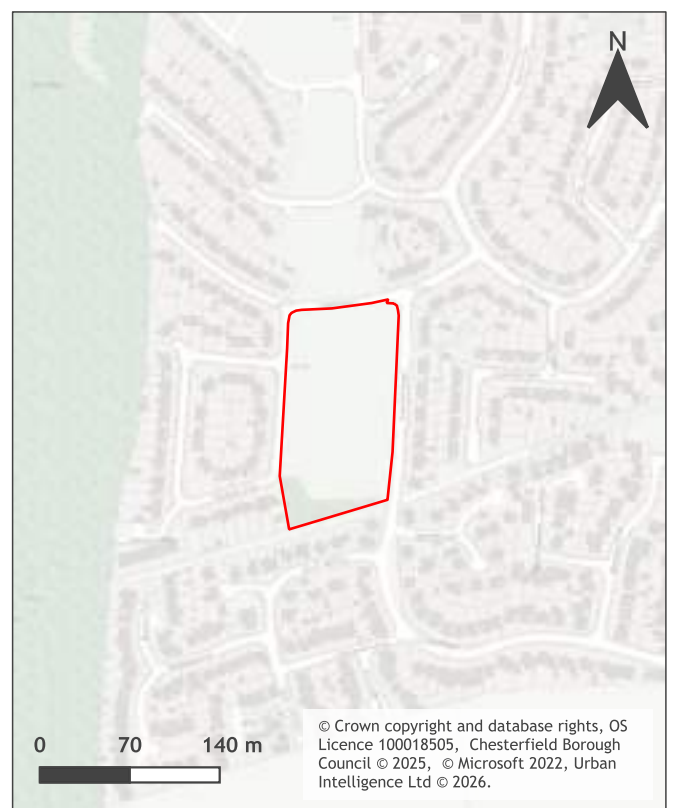 N
0 70 140 m
© Crown copyright and database rights, OS
Licence 100018505, Chesterfield Borough
Council © 2025, © Microsoft 2022, Urban
Intelligence Ltd © 2026.